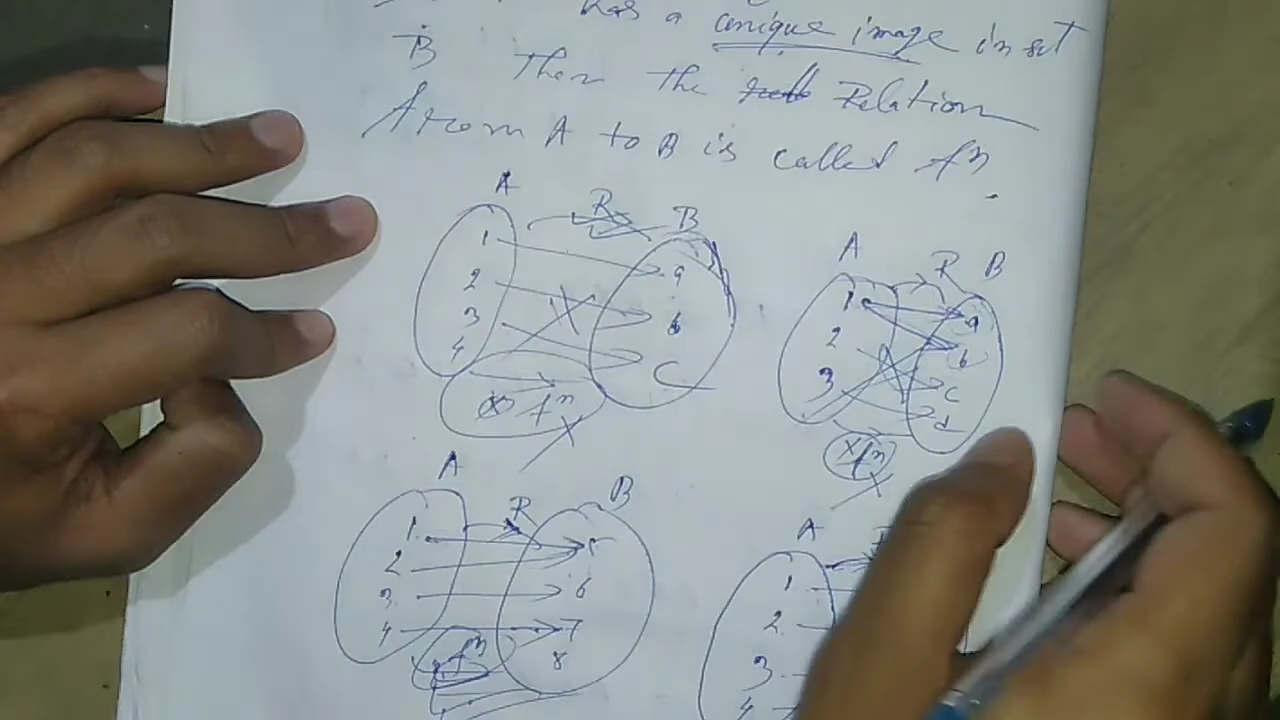 has a unique image in set
B Then the Relation
from A to B is called fn.
A R B
1 a
2 b
3 c
4
fn
A R B
1 a
2 b
3 c
d
fn
A R B
1 5
2 6
3 7
4 8
fn
A
1
2
3
4